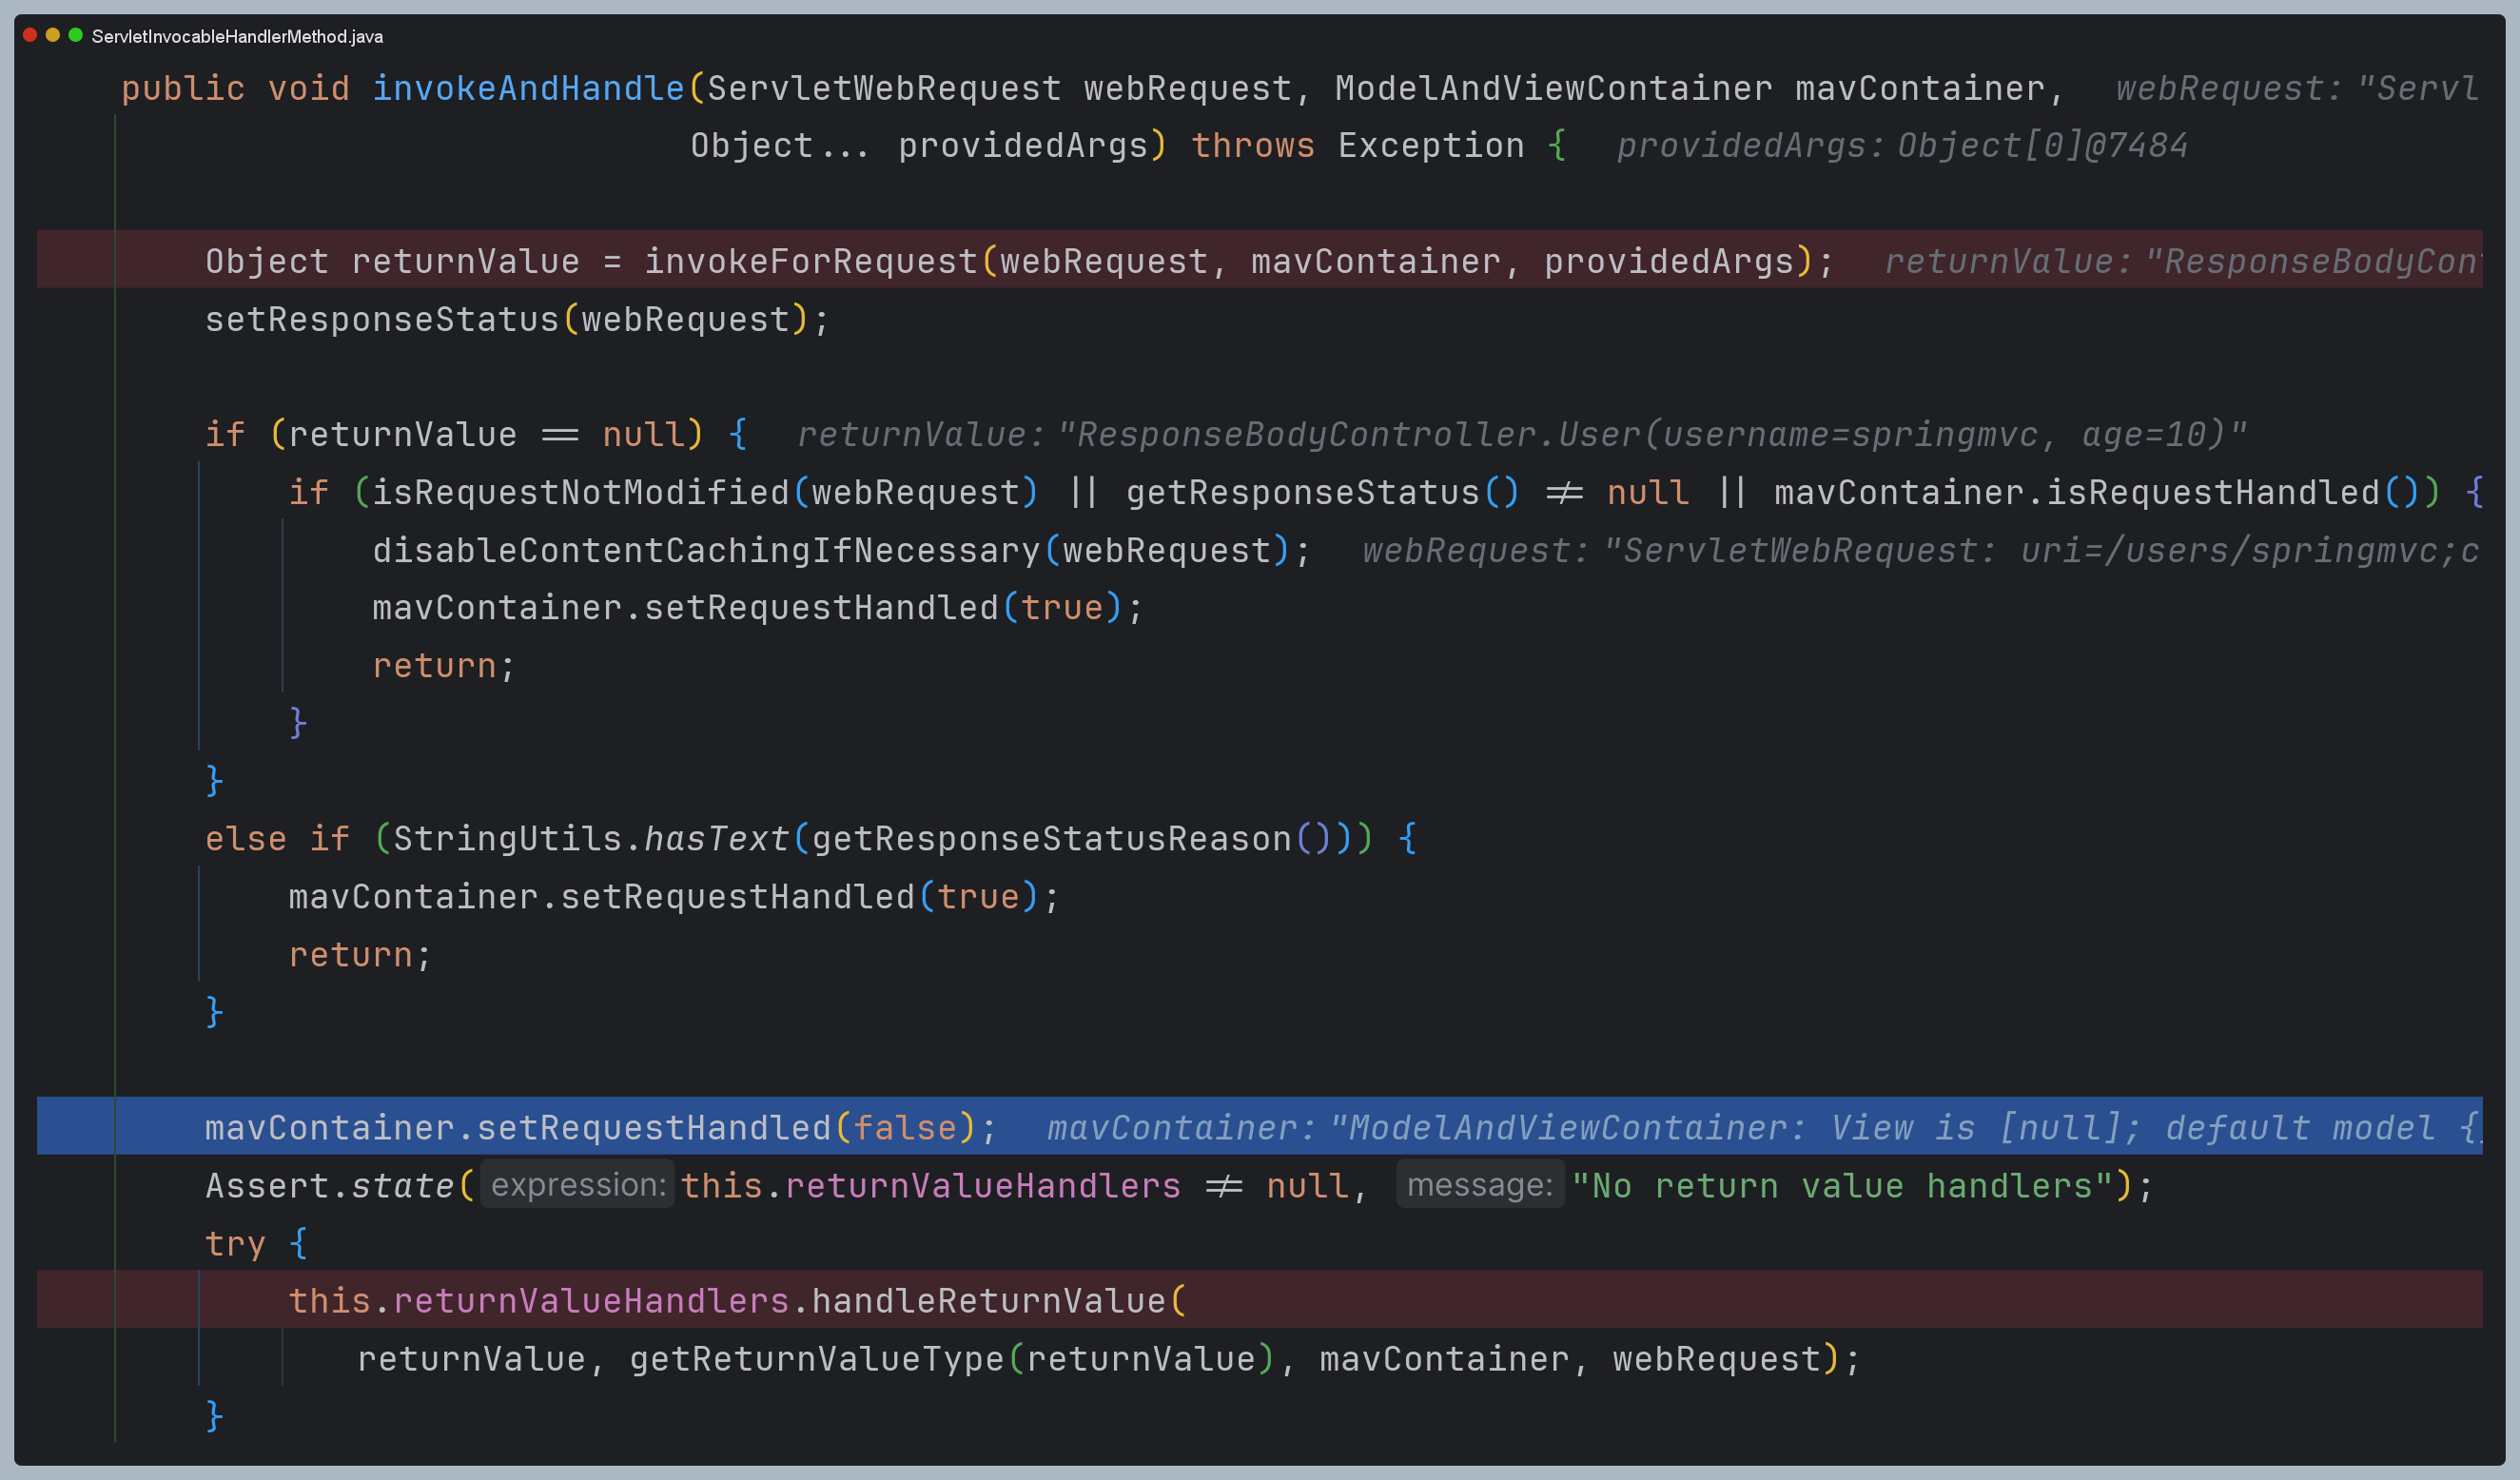 ServletInvocableHandlerMethod.java
public void invokeAndHandle(ServletWebRequest webRequest, ModelAndViewContainer mavContainer,   webRequest: "Servl
Object... providedArgs) throws Exception {   providedArgs: Object[0]@7484
Object returnValue = invokeForRequest(webRequest, mavContainer, providedArgs);   returnValue: "ResponseBodyCon
setResponseStatus(webRequest);
if (returnValue == null) {   returnValue: "ResponseBodyController.User(username=springmvc, age=10)"
if (isRequestNotModified(webRequest) || getResponseStatus() != null || mavContainer.isRequestHandled()) {
disableContentCachingIfNecessary(webRequest);   webRequest: "ServletWebRequest: uri=/users/springmvc;c
mavContainer.setRequestHandled(true);
return;
}
}
else if (StringUtils.hasText(getResponseStatusReason())) {
mavContainer.setRequestHandled(true);
return;
}
mavContainer.setRequestHandled(false);   mavContainer: "ModelAndViewContainer: View is [null]; default model {
Assert.state( expression: this.returnValueHandlers != null,  message: "No return value handlers");
try {
this.returnValueHandlers.handleReturnValue(
returnValue, getReturnValueType(returnValue), mavContainer, webRequest);
}